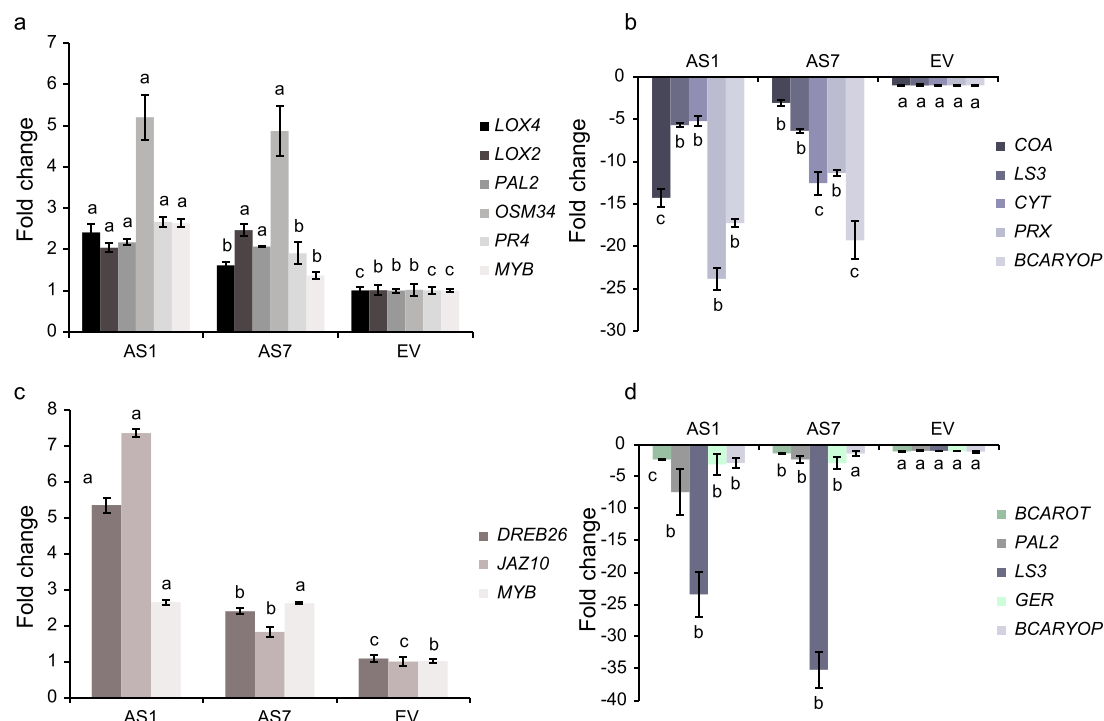 a
Fold change
7
6
5
4
3
2
1
0
a a a a a a
b a a a b b
c b b b c c
AS1 AS7 EV
LOX4
LOX2
PAL2
OSM34
PR4
MYB
b
Fold change
AS1 AS7 EV
0
-5
-10
-15
-20
-25
-30
c b b b b
b b c b c
a a a a a
COA
LS3
CYT
PRX
BCARYOP
c
Fold change
8
7
6
5
4
3
2
1
0
a a a
b b a
c c b
AS1 AS7 EV
DREB26
JAZ10
MYB
d
Fold change
AS1 AS7 EV
0
-5
-10
-15
-20
-25
-30
-35
-40
c b b b b
b b b b a
a a a a a
BCAROT
PAL2
LS3
GER
BCARYOP